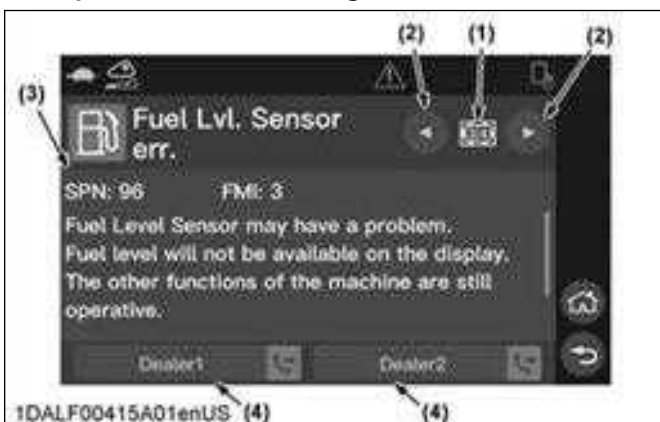 (2) (1) (2)
(3)
Fuel Lvl. Sensor
err.
SPN: 96 FMI: 3
Fuel Level Sensor may have a problem.
Fuel level will not be available on the display.
The other functions of the machine are still
operative.
Dealer1 Dealer2
1DALF00415A01enUS (4) (4)